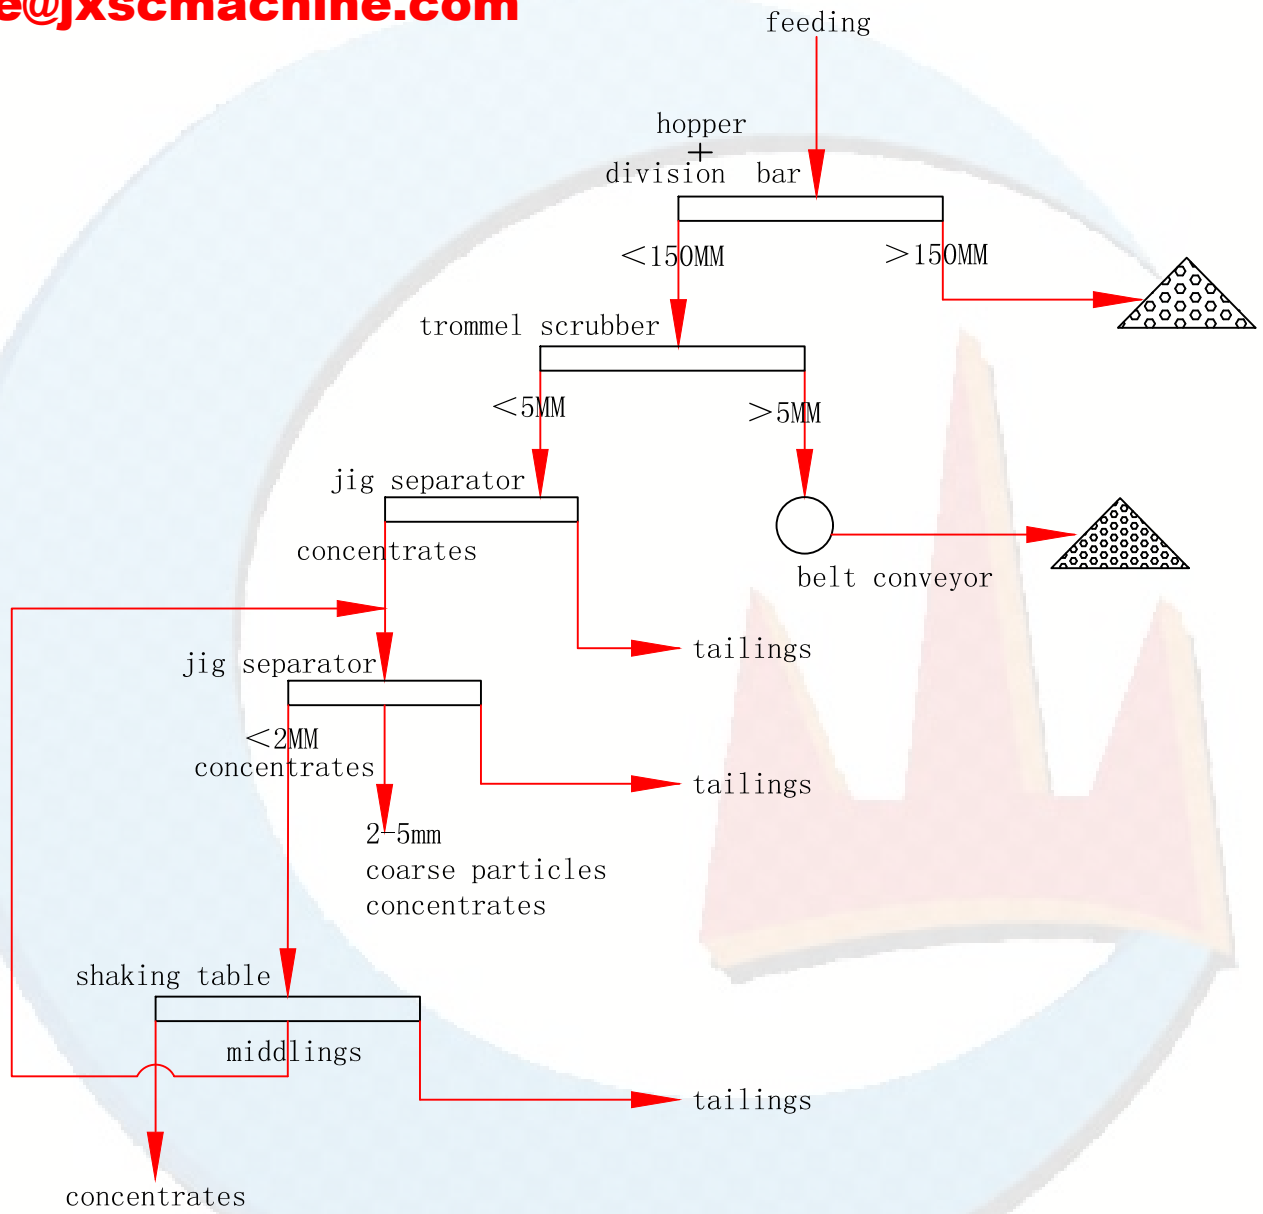 e@jxscmachine.com
feeding
hopper
+
division bar
<150MM
>150MM
trommel scrubber
<5MM
>5MM
jig separator
concentrates
belt conveyor
tailings
jig separator
<2MM
concentrates
tailings
2-5mm
coarse particles
concentrates
shaking table
middlings
tailings
concentrates